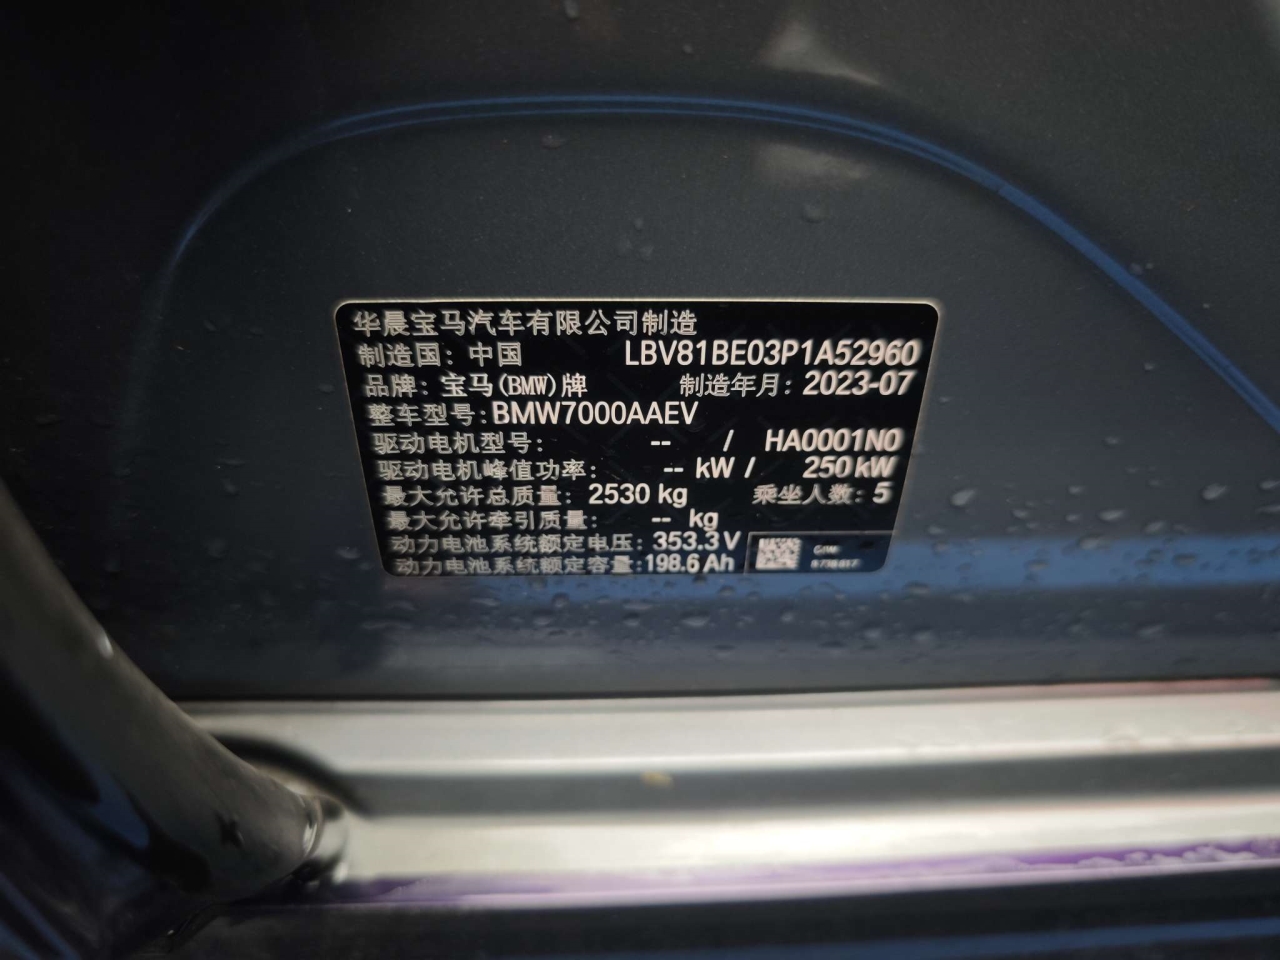 华晨宝马汽车有限公司制造
制造国：中国 LBV81BE03P1A52960
品牌：宝马(BMW)牌 制造年月：2023-07
整车型号：BMW7000AAEV
驱动电机型号： -- / HA0001N0
驱动电机峰值功率： -- kW / 250kW
最大允许总质量：2530 kg 乘坐人数：5
最大允许牵引质量： -- kg
动力电池系统额定电压：353.3V
动力电池系统额定容量：198.6Ah